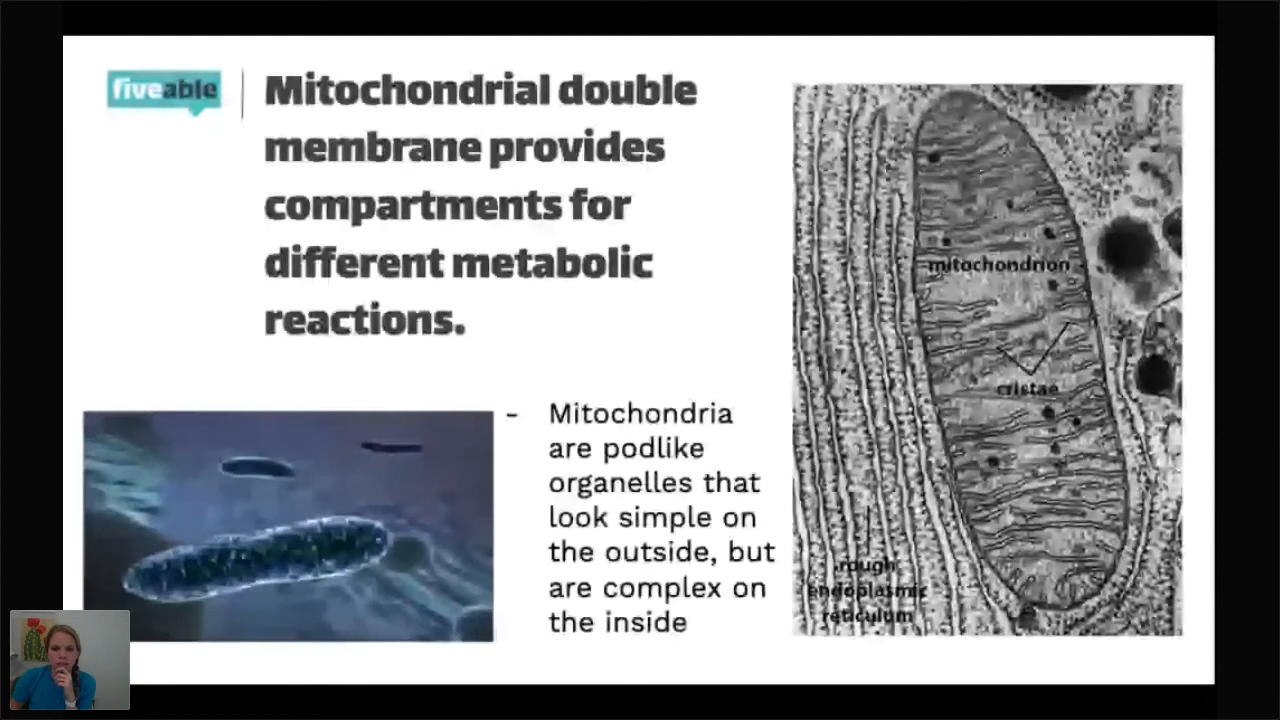 fiveable
Mitochondrial double
membrane provides
compartments for
different metabolic
reactions.
- Mitochondria
are podlike
organelles that
look simple on
the outside, but
are complex on
the inside
mitochondrion
cristae
rough
endoplasmic
reticulum